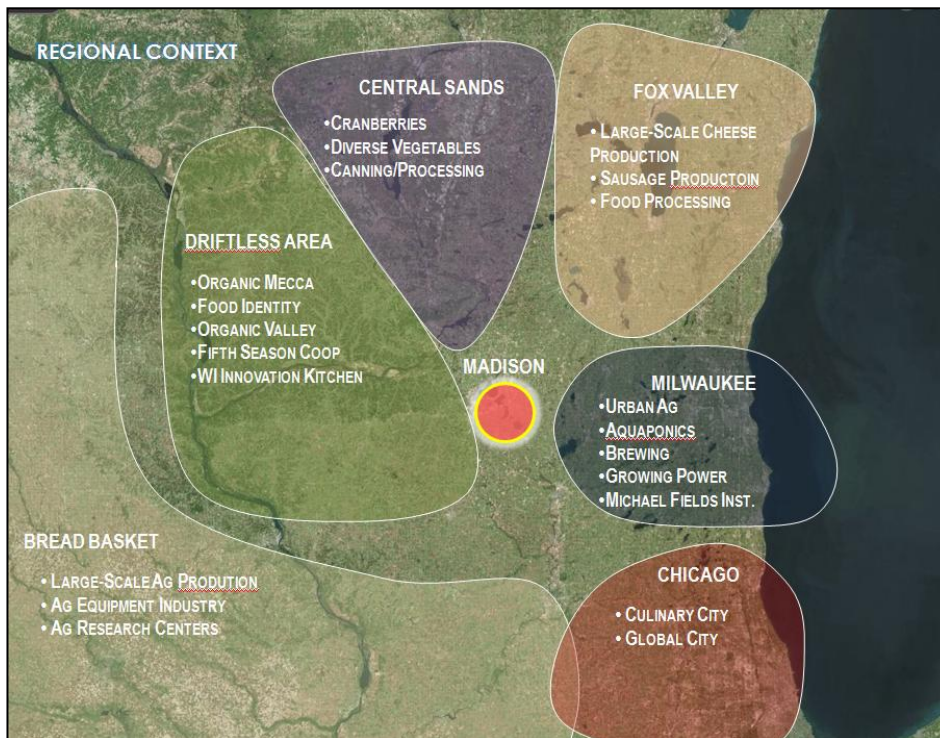 REGIONAL CONTEXT
CENTRAL SANDS
•CRANBERRIES
•DIVERSE VEGETABLES
•CANNING/PROCESSING
FOX VALLEY
• LARGE-SCALE CHEESE
PRODUCTION
• SAUSAGE PRODUCTOIN
• FOOD PROCESSING
DRIFTLESS AREA
•ORGANIC MECCA
•FOOD IDENTITY
•ORGANIC VALLEY
•FIFTH SEASON COOP
•WI INNOVATION KITCHEN
MADISON
MILWAUKEE
•URBAN AG
•AQUAPONICS
•BREWING
•GROWING POWER
•MICHAEL FIELDS INST.
BREAD BASKET
• LARGE-SCALE AG PRODUTION
• AG EQUIPMENT INDUSTRY
• AG RESEARCH CENTERS
CHICAGO
• CULINARY CITY
• GLOBAL CITY